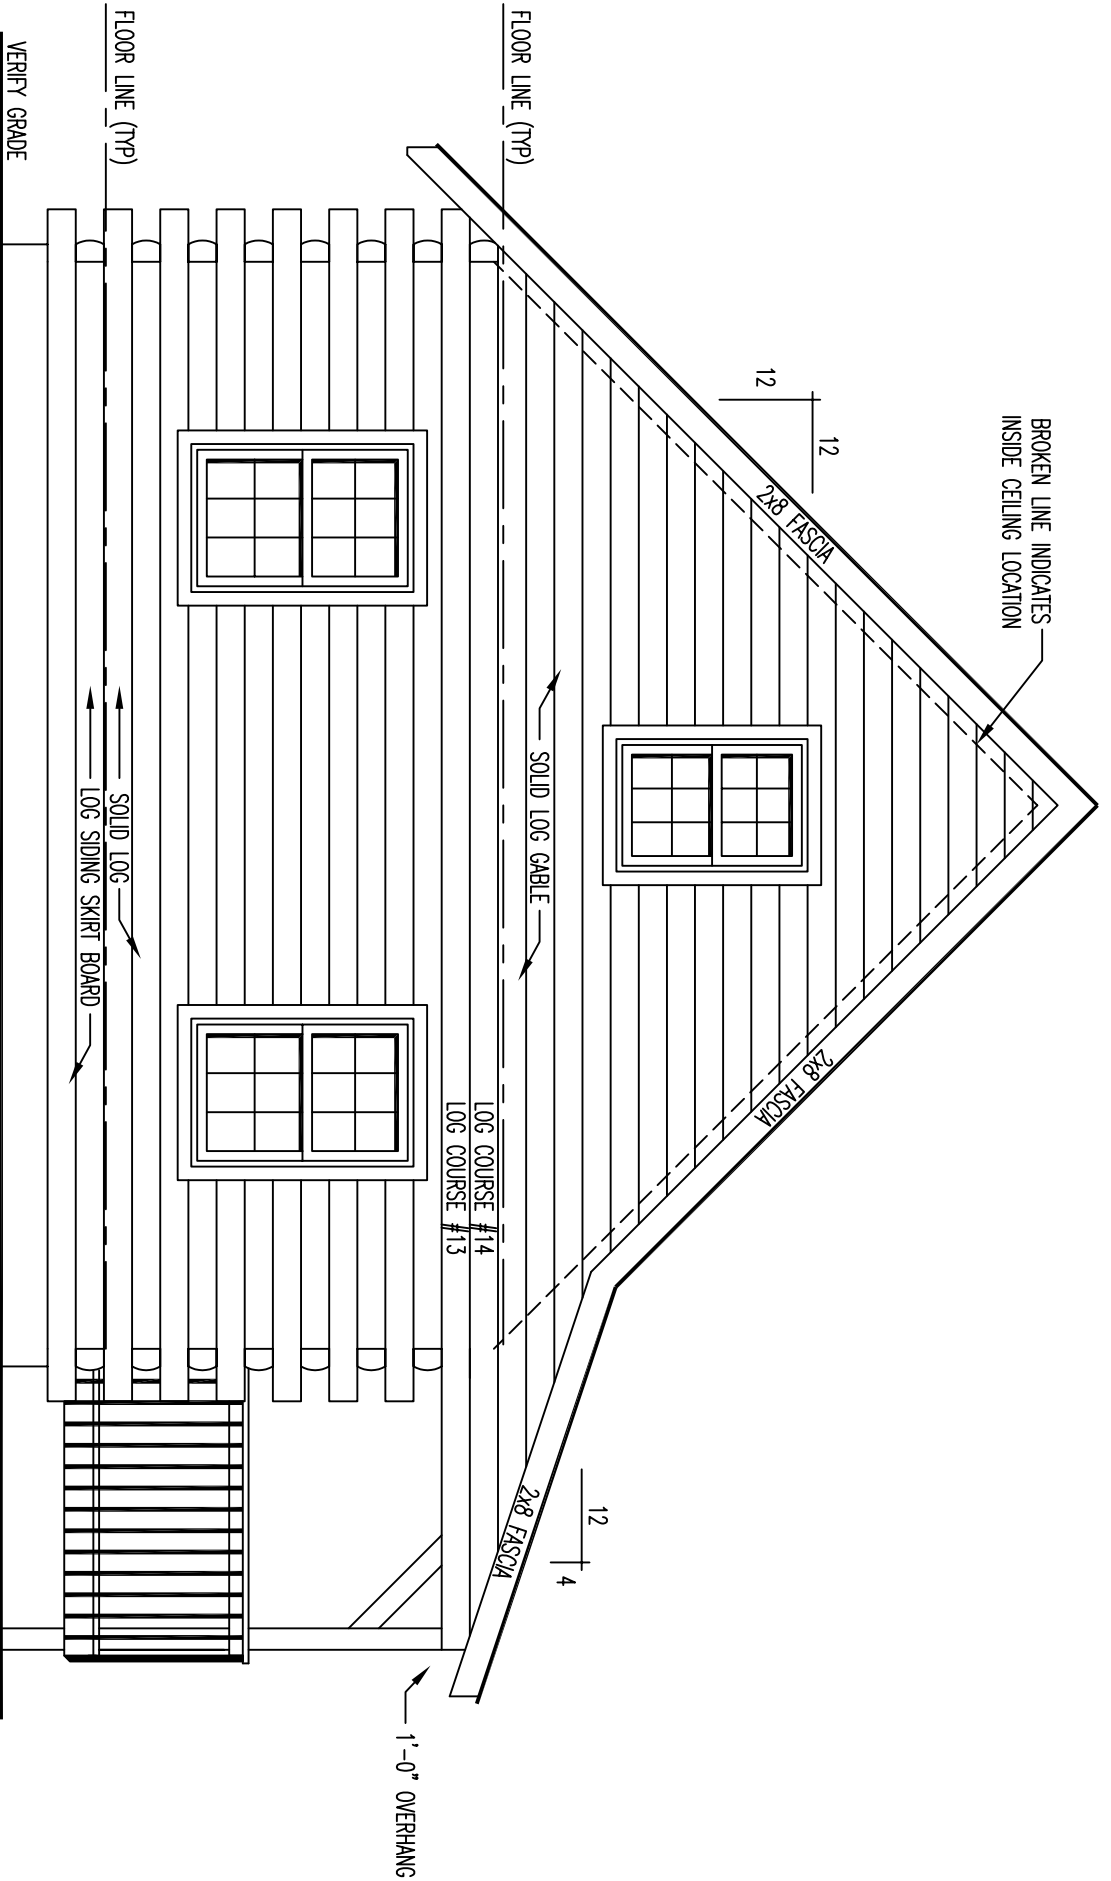 BROKEN LINE INDICATES
INSIDE CEILING LOCATION
12
12
2x8 FASCIA
2x8 FASCIA
12
4
2x8 FASCIA
FLOOR LINE (TYP)
SOLID LOG GABLE
LOG COURSE #14
LOG COURSE #13
1'-0" OVERHANG
FLOOR LINE (TYP)
SOLID LOG
LOG SIDING SKIRT BOARD
VERIFY GRADE